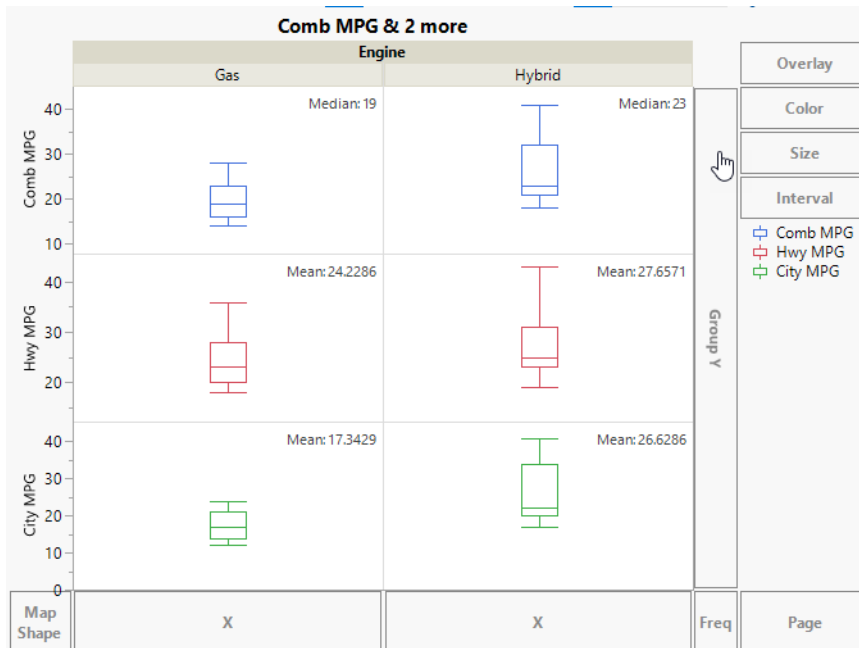 Comb MPG & 2 more
Engine
Gas
Hybrid
Overlay
Color
Size
Interval
Comb MPG
Hwy MPG
City MPG
Comb MPG
40
30
20
10
Median: 19
Median: 23
Hwy MPG
40
30
20
Mean: 24.2286
Mean: 27.6571
City MPG
40
30
20
10
0
Mean: 17.3429
Mean: 26.6286
Group Y
Map
Shape
X
X
Freq
Page